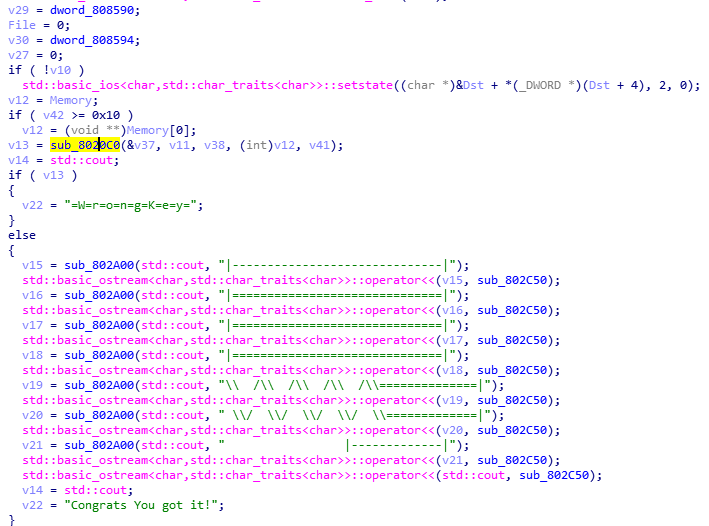 v29 = dword_808590;
File = 0;
v30 = dword_808594;
v27 = 0;
if ( !v10 )
  std::basic_ios<char,std::char_traits<char>>::setstate((char *)&Dst + *(_DWORD *)(Dst + 4), 2, 0);
v12 = Memory;
if ( v42 >= 0x10 )
  v12 = (void **)Memory[0];
v13 = sub_8020C0(&v37, v11, v38, (int)v12, v41);
v14 = std::cout;
if ( v13 )
{
  v22 = "=W=r=o=n=g=K=e=y=";
}
else
{
  v15 = sub_802A00(std::cout, "|------------------------------|");
  std::basic_ostream<char,std::char_traits<char>>::operator<<(v15, sub_802C50);
  v16 = sub_802A00(std::cout, "|==============================|");
  std::basic_ostream<char,std::char_traits<char>>::operator<<(v16, sub_802C50);
  v17 = sub_802A00(std::cout, "|==============================|");
  std::basic_ostream<char,std::char_traits<char>>::operator<<(v17, sub_802C50);
  v18 = sub_802A00(std::cout, "|==============================|");
  std::basic_ostream<char,std::char_traits<char>>::operator<<(v18, sub_802C50);
  v19 = sub_802A00(std::cout, "\\  /\\  /\\  /\\  /\\==============|");
  std::basic_ostream<char,std::char_traits<char>>::operator<<(v19, sub_802C50);
  v20 = sub_802A00(std::cout, " \\/  \\/  \\/  \\/  \\=============|");
  std::basic_ostream<char,std::char_traits<char>>::operator<<(v20, sub_802C50);
  v21 = sub_802A00(std::cout, "                 |-------------|");
  std::basic_ostream<char,std::char_traits<char>>::operator<<(v21, sub_802C50);
  std::basic_ostream<char,std::char_traits<char>>::operator<<(std::cout, sub_802C50);
  v14 = std::cout;
  v22 = "Congrats You got it!";
}